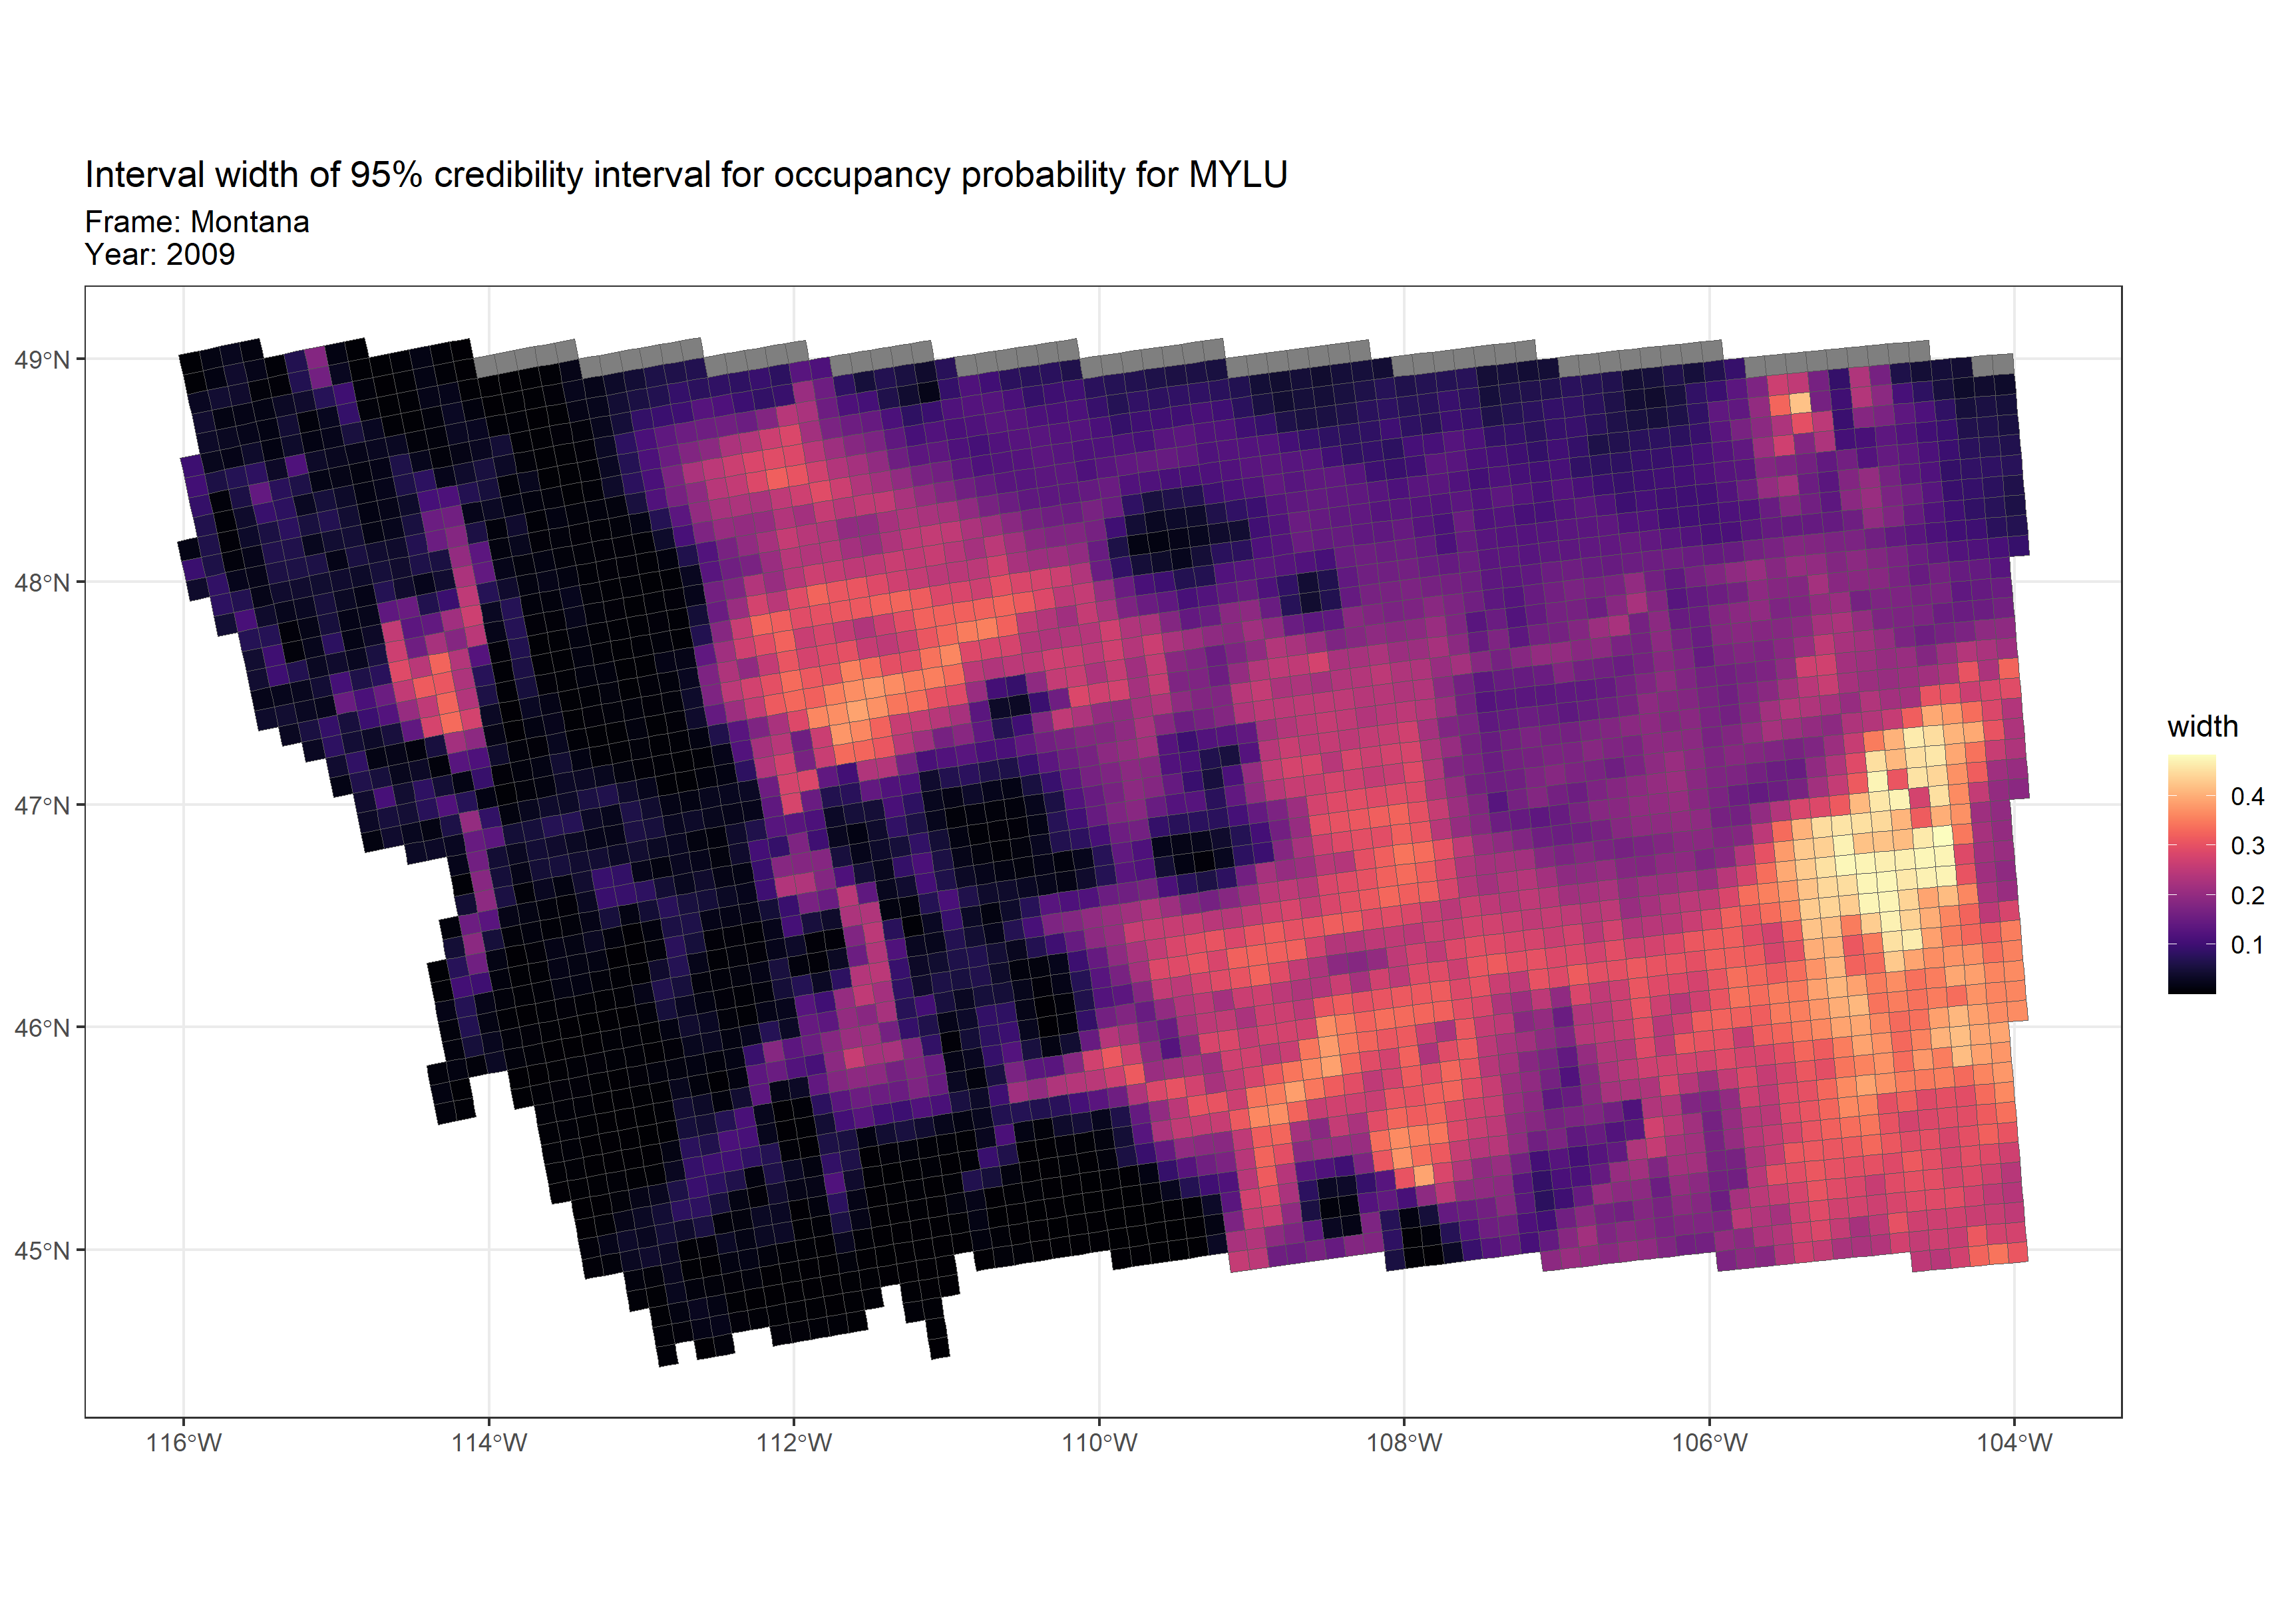 Interval width of 95% credibility interval for occupancy probability for MYLU
Frame: Montana
Year: 2009
49°N
48°N
47°N
46°N
45°N
116°W
114°W
112°W
110°W
108°W
106°W
104°W
width
0.4
0.3
0.2
0.1